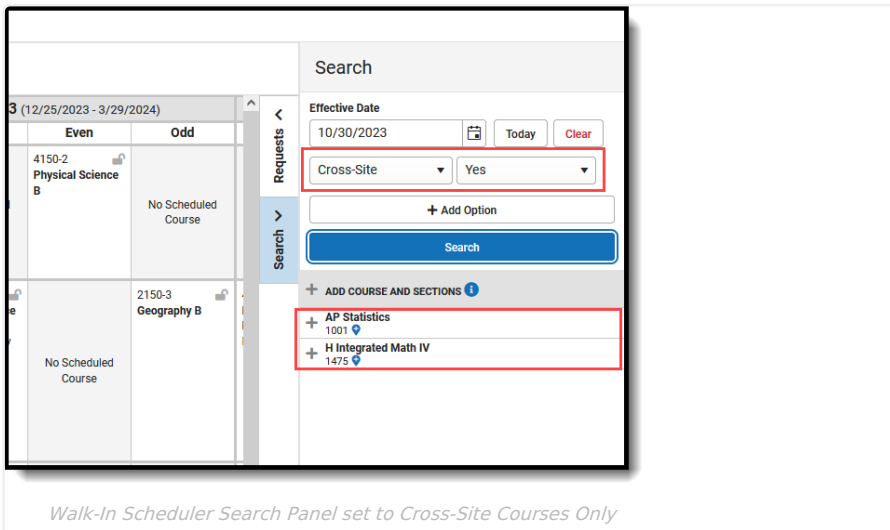 Search
3 (12/25/2023 - 3/29/2024)
Even
Odd
4150-2
Physical Science
B
No Scheduled
Course
2150-3
Geography B
No Scheduled
Course
Requests
Search
Effective Date
10/30/2023
Today
Clear
Cross-Site
Yes
+ Add Option
Search
+ ADD COURSE AND SECTIONS
+ AP Statistics
1001
+ H Integrated Math IV
1475
Walk-In Scheduler Search Panel set to Cross-Site Courses Only